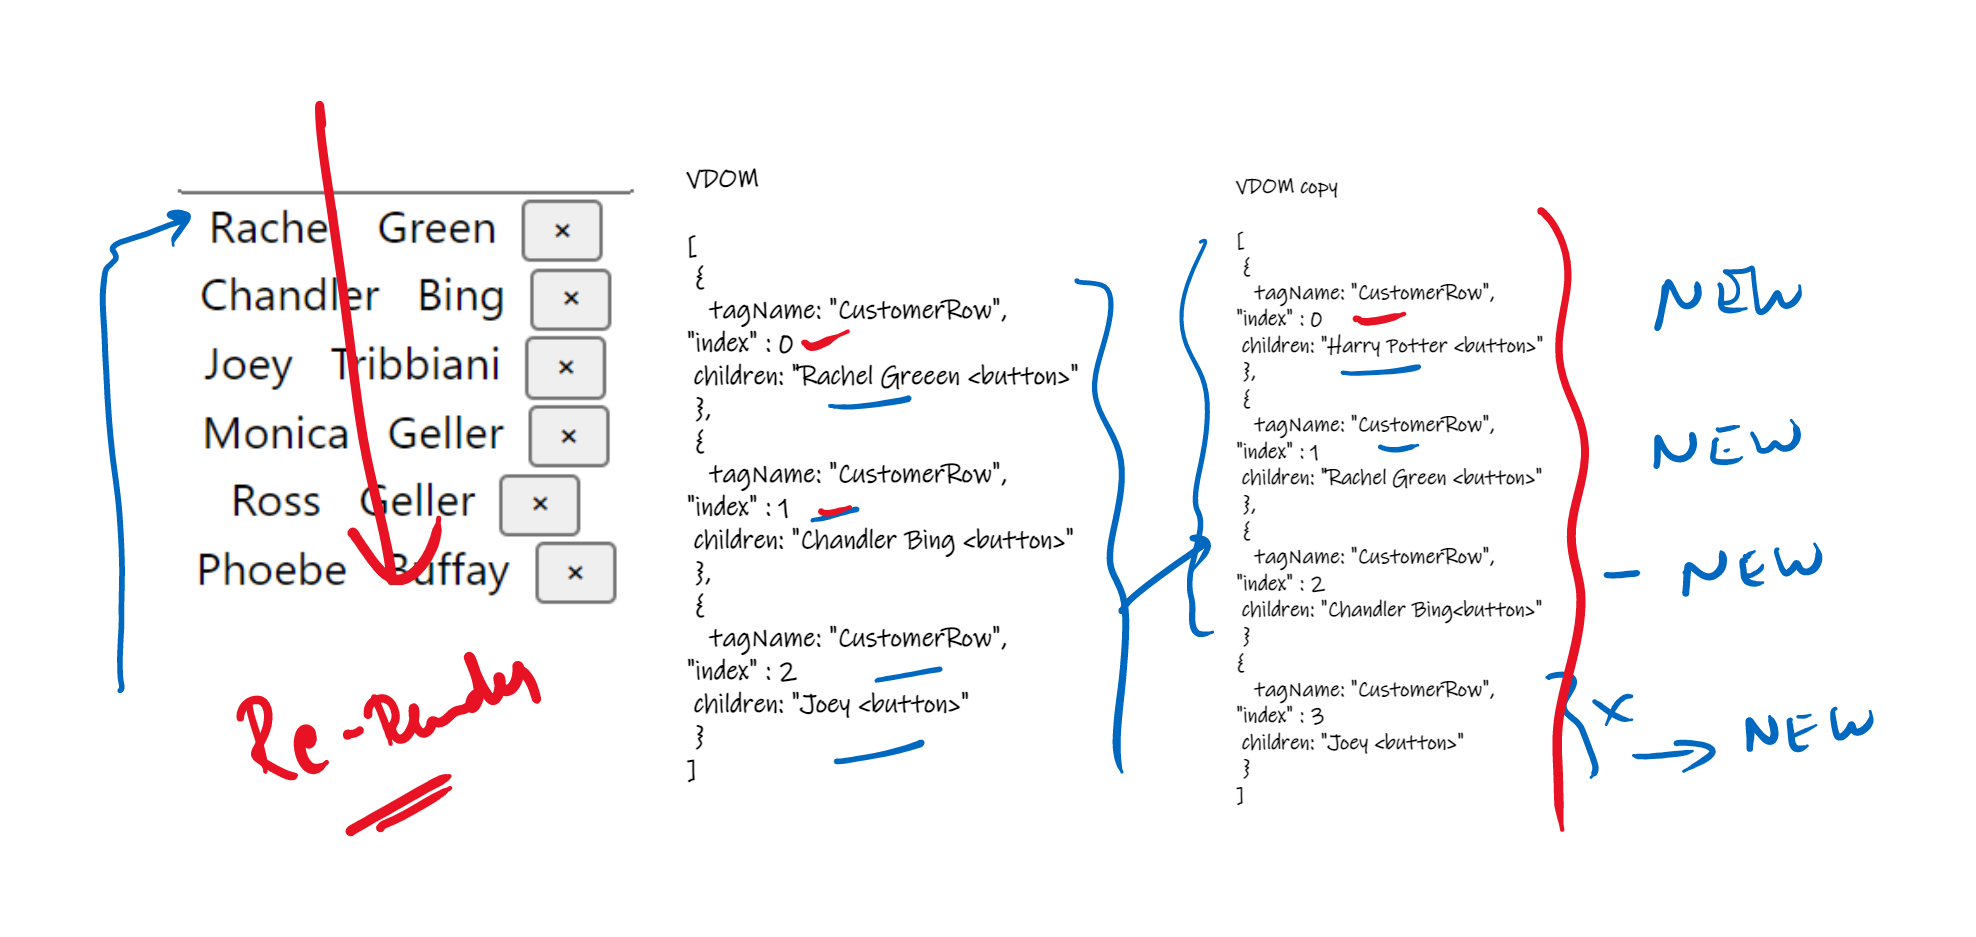 Rachel Green ×
Chandler Bing ×
Joey Tribbiani ×
Monica Geller ×
Ross Geller ×
Phoebe Buffay ×
Re-Render
VDOM
[
{
tagName: "CustomerRow",
"index" : 0
children: "Rachel Greeen <button>"
},
{
tagName: "CustomerRow",
"index" : 1
children: "Chandler Bing <button>"
},
{
tagName: "CustomerRow",
"index" : 2
children: "Joey <button>"
}
]
VDOM copy
[
{
tagName: "CustomerRow",
"index" : 0
children: "Harry Potter <button>"
},
{
tagName: "CustomerRow",
"index" : 1
children: "Rachel Green <button>"
},
{
tagName: "CustomerRow",
"index" : 2
children: "Chandler Bing<button>"
}
{
tagName: "CustomerRow",
"index" : 3
children: "Joey <button>"
}
]
NEW
NEW
- NEW
x → NEW